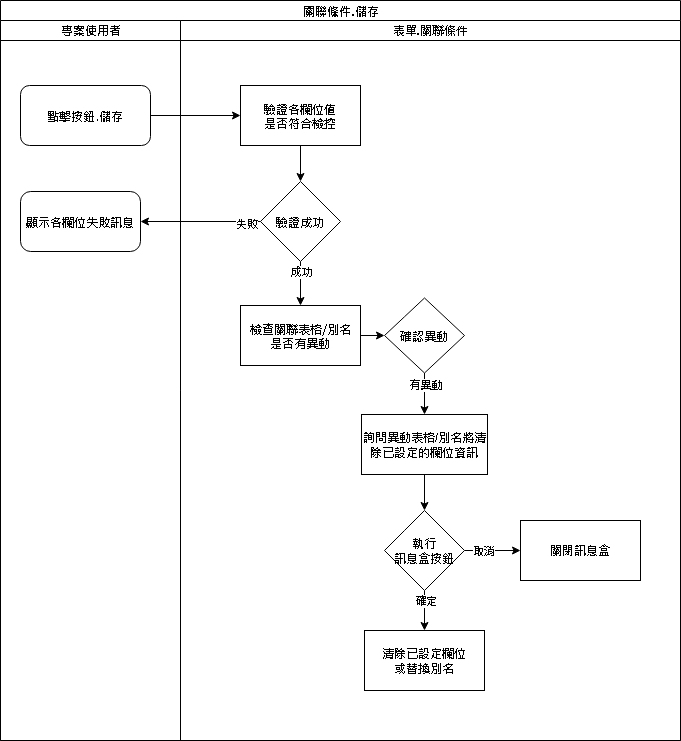 關聯條件.儲存
專案使用者
表單.關聯條件
點擊按鈕.儲存
驗證各欄位值
是否符合檢控
顯示各欄位失敗訊息
失敗
驗證成功
成功
檢查關聯表格/別名
是否有異動
確認異動
有異動
詢問異動表格/別名將清
除已設定的欄位資訊
執行
訊息盒按鈕
取消
關閉訊息盒
確定
清除已設定欄位
或替換別名